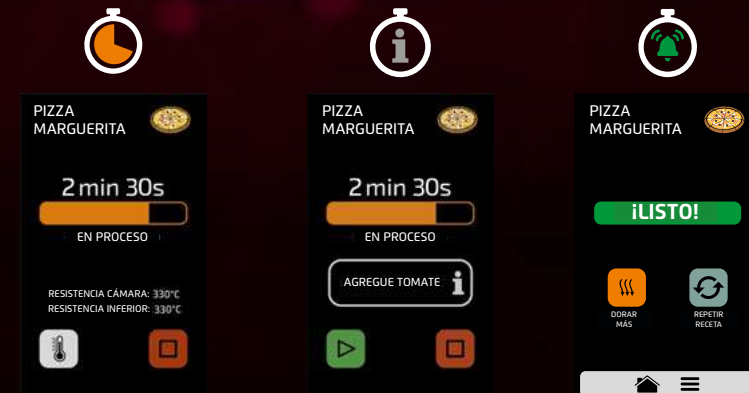 PIZZA
MARGUERITA
2 min 30s
EN PROCESO
RESISTENCIA CÁMARA: 330°C
RESISTENCIA INFERIOR: 330°C
PIZZA
MARGUERITA
2 min 30s
EN PROCESO
AGREGUE TOMATE
PIZZA
MARGUERITA
¡LISTO!
DORAR
MÁS
REPETIR
RECETA